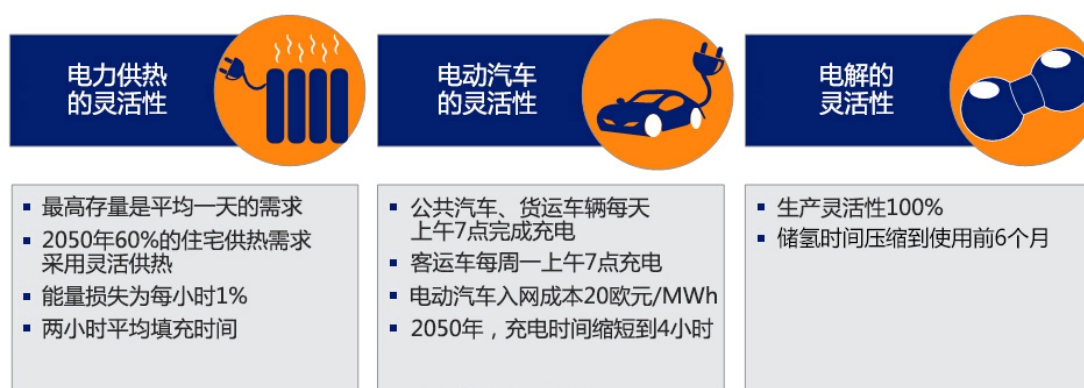 电力供热
的灵活性
最高存量是平均一天的需求
2050年60%的住宅供热需求
采用灵活供热
能量损失为每小时1%
两小时平均填充时间
电动汽车
的灵活性
公共汽车、货运车辆每天
上午7点完成充电
客运车每周一上午7点充电
电动汽车入网成本20欧元/MWh
2050年，充电时间缩短到4小时
电解的
灵活性
生产灵活性100%
储氢时间压缩到使用前6个月